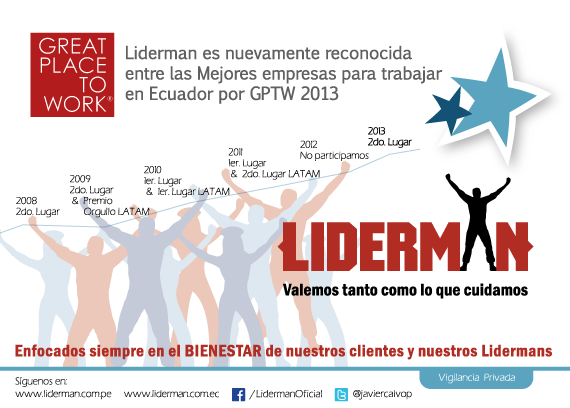 GREAT
PLACE
TO
WORK®
Liderman es nuevamente reconocida
entre las Mejores empresas para trabajar
en Ecuador por GPTW 2013
2008
2do. Lugar
2009
2do. Lugar
& Premio
Orgullo LATAM
2010
1er. Lugar
& 1er. Lugar LATAM
2011
1er. Lugar
& 2do. Lugar LATAM
2012
No participamos
2013
2do. Lugar
LIDERMAN
Valemos tanto como lo que cuidamos
Enfocados siempre en el BIENESTAR de nuestros clientes y nuestros Lidermans
Vigilancia Privada
Síguenos en:
www.liderman.com.pe www.liderman.com.ec f /LidermanOficial @javiercalvop